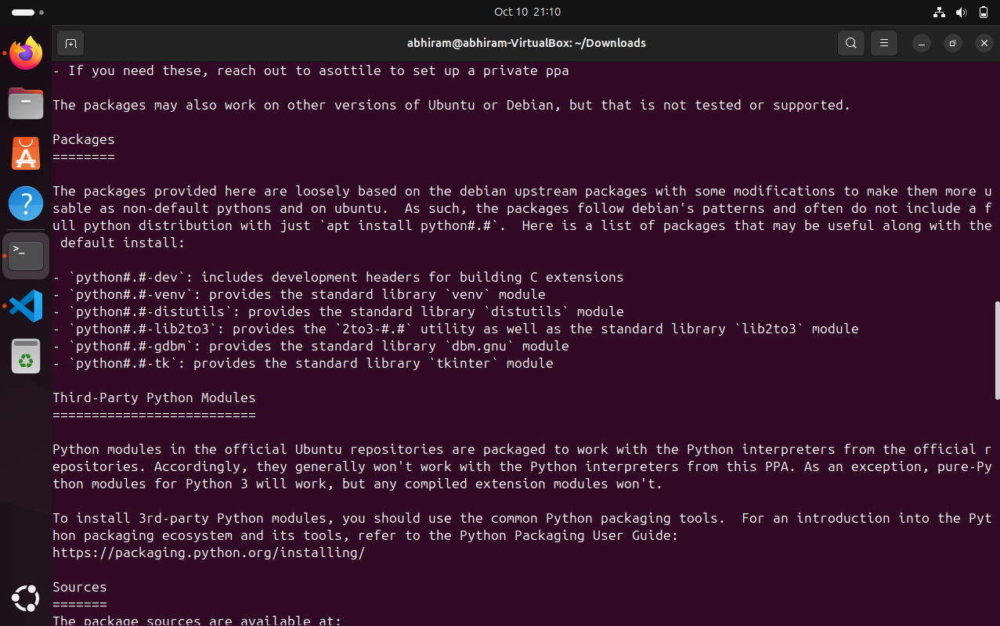 Oct 10 21:10
abhiram@abhiram-VirtualBox: ~/Downloads
- If you need these, reach out to asottile to set up a private ppa
The packages may also work on other versions of Ubuntu or Debian, but that is not tested or supported.
Packages
========
The packages provided here are loosely based on the debian upstream packages with some modifications to make them more u
sable as non-default pythons and on ubuntu.  As such, the packages follow debian's patterns and often do not include a f
ull python distribution with just `apt install python#.#`.  Here is a list of packages that may be useful along with the
 default install:
- `python#.#-dev`: includes development headers for building C extensions
- `python#.#-venv`: provides the standard library `venv` module
- `python#.#-distutils`: provides the standard library `distutils` module
- `python#.#-lib2to3`: provides the `2to3-#.#` utility as well as the standard library `lib2to3` module
- `python#.#-gdbm`: provides the standard library `dbm.gnu` module
- `python#.#-tk`: provides the standard library `tkinter` module
Third-Party Python Modules
==========================
Python modules in the official Ubuntu repositories are packaged to work with the Python interpreters from the official r
epositories. Accordingly, they generally won't work with the Python interpreters from this PPA. As an exception, pure-Py
thon modules for Python 3 will work, but any compiled extension modules won't.
To install 3rd-party Python modules, you should use the common Python packaging tools.  For an introduction into the Pyt
hon packaging ecosystem and its tools, refer to the Python Packaging User Guide:
https://packaging.python.org/installing/
Sources
=======
The package sources are available at: